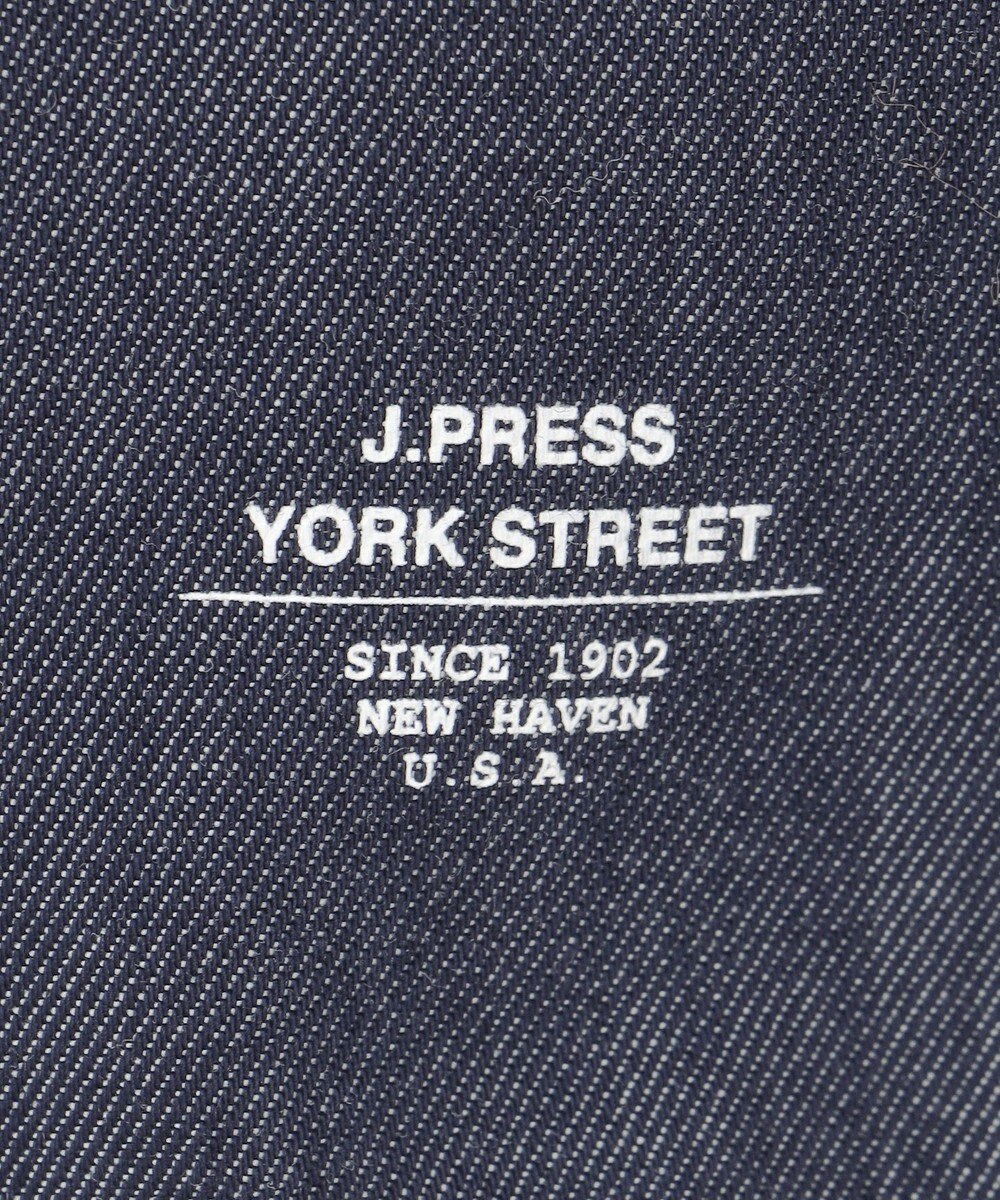 J.PRESS
YORK STREET
SINCE 1902
NEW HAVEN
U.S.A.